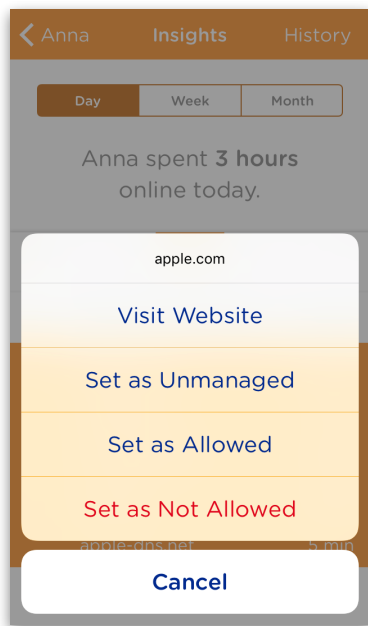 Anna Insights History
Day Week Month
Anna spent 3 hours
online today.
apple.com
Visit Website
Set as Unmanaged
Set as Allowed
Set as Not Allowed
apple-dns.net 5 min
Cancel